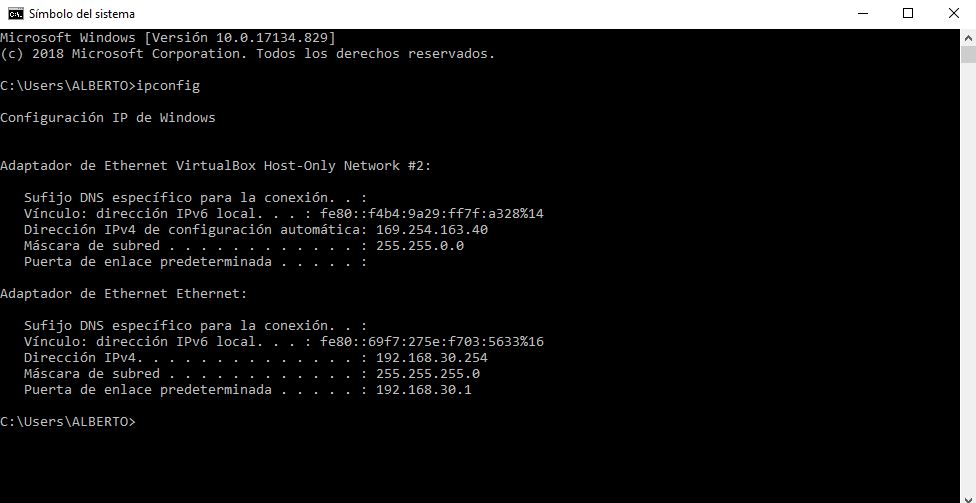 Símbolo del sistema
Microsoft Windows [Versión 10.0.17134.829]
(c) 2018 Microsoft Corporation. Todos los derechos reservados.
C:\Users\ALBERTO>ipconfig
Configuración IP de Windows
Adaptador de Ethernet VirtualBox Host-Only Network #2:
   Sufijo DNS específico para la conexión. . :
   Vínculo: dirección IPv6 local. . . : fe80::f4b4:9a29:ff7f:a328%14
   Dirección IPv4 de configuración automática: 169.254.163.40
   Máscara de subred . . . . . . . . . . . . : 255.255.0.0
   Puerta de enlace predeterminada . . . . . :
Adaptador de Ethernet Ethernet:
   Sufijo DNS específico para la conexión. . :
   Vínculo: dirección IPv6 local. . . : fe80::69f7:275e:f703:5633%16
   Dirección IPv4. . . . . . . . . . . . . . : 192.168.30.254
   Máscara de subred . . . . . . . . . . . . : 255.255.255.0
   Puerta de enlace predeterminada . . . . . : 192.168.30.1
C:\Users\ALBERTO>